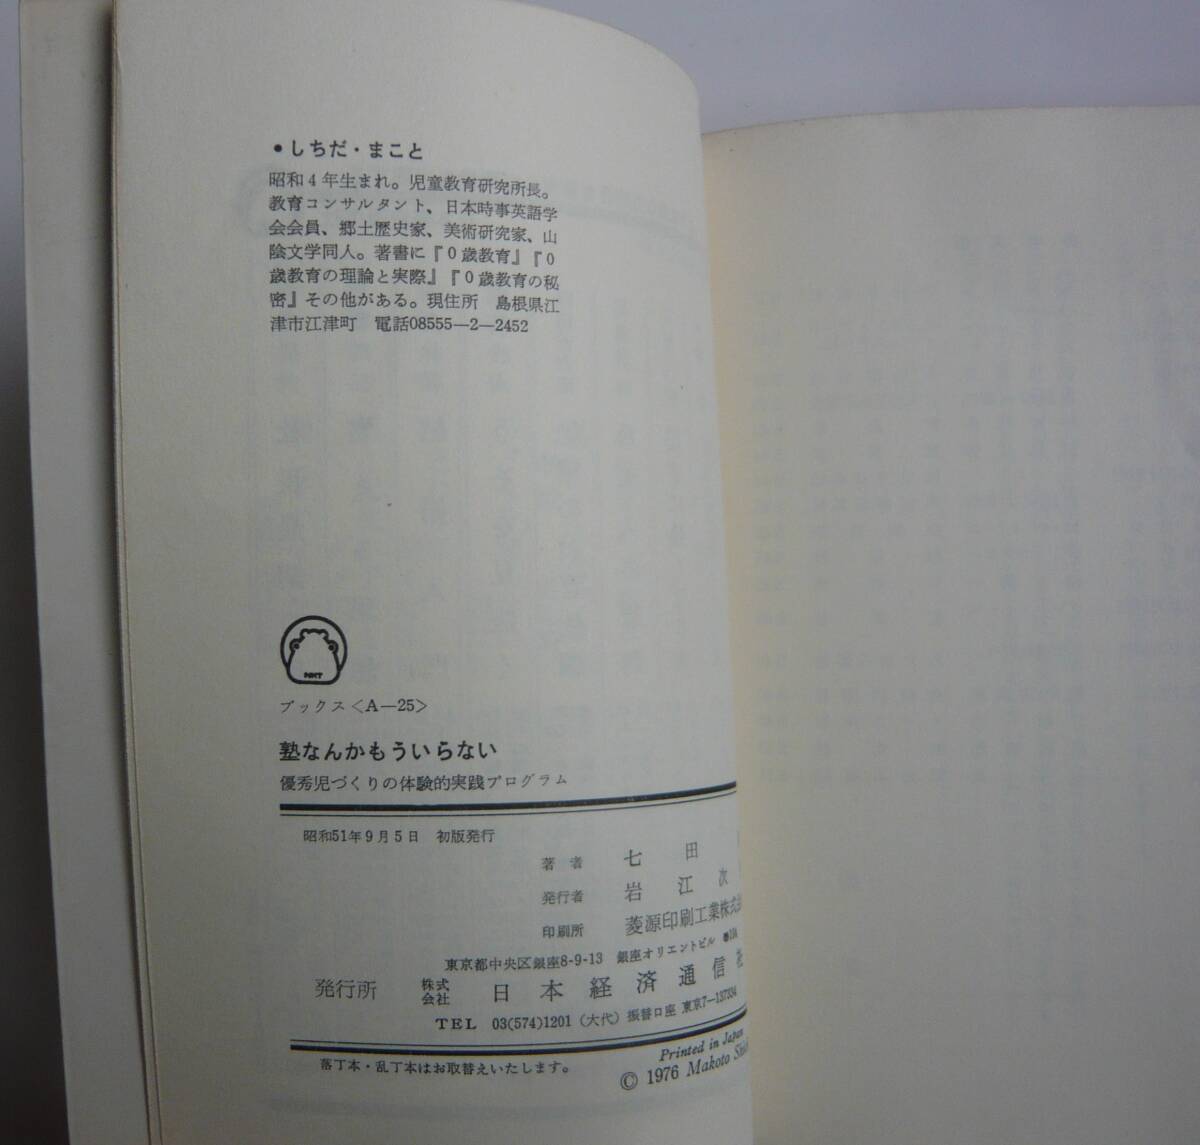 • しちだ・まこと
昭和4年生まれ。児童教育研究所長。
教育コンサルタント、日本時事英語学
会会員、郷土歴史家、美術研究家、山
陰文学同人。著書に『0歳教育』『0
歳教育の理論と実際』『0歳教育の秘
密』その他がある。現住所 島根県江
津市江津町 電話08555―2―2452
NKT
ブックス〈A―25〉
塾なんかもういらない
優秀児づくりの体験的実践プログラム
昭和51年9月5日 初版発行
著者 七田
発行者 岩江次
印刷所 菱源印刷工業株式
東京都中央区銀座8-9-13 銀座オリエントビル
発行所 株式会社 日本経済通信社
TEL 03(574)1201(大代)振替口座 東京7―137334
Printed in Japan
© 1976 Makoto
落丁本・乱丁本はお取替えいたします。